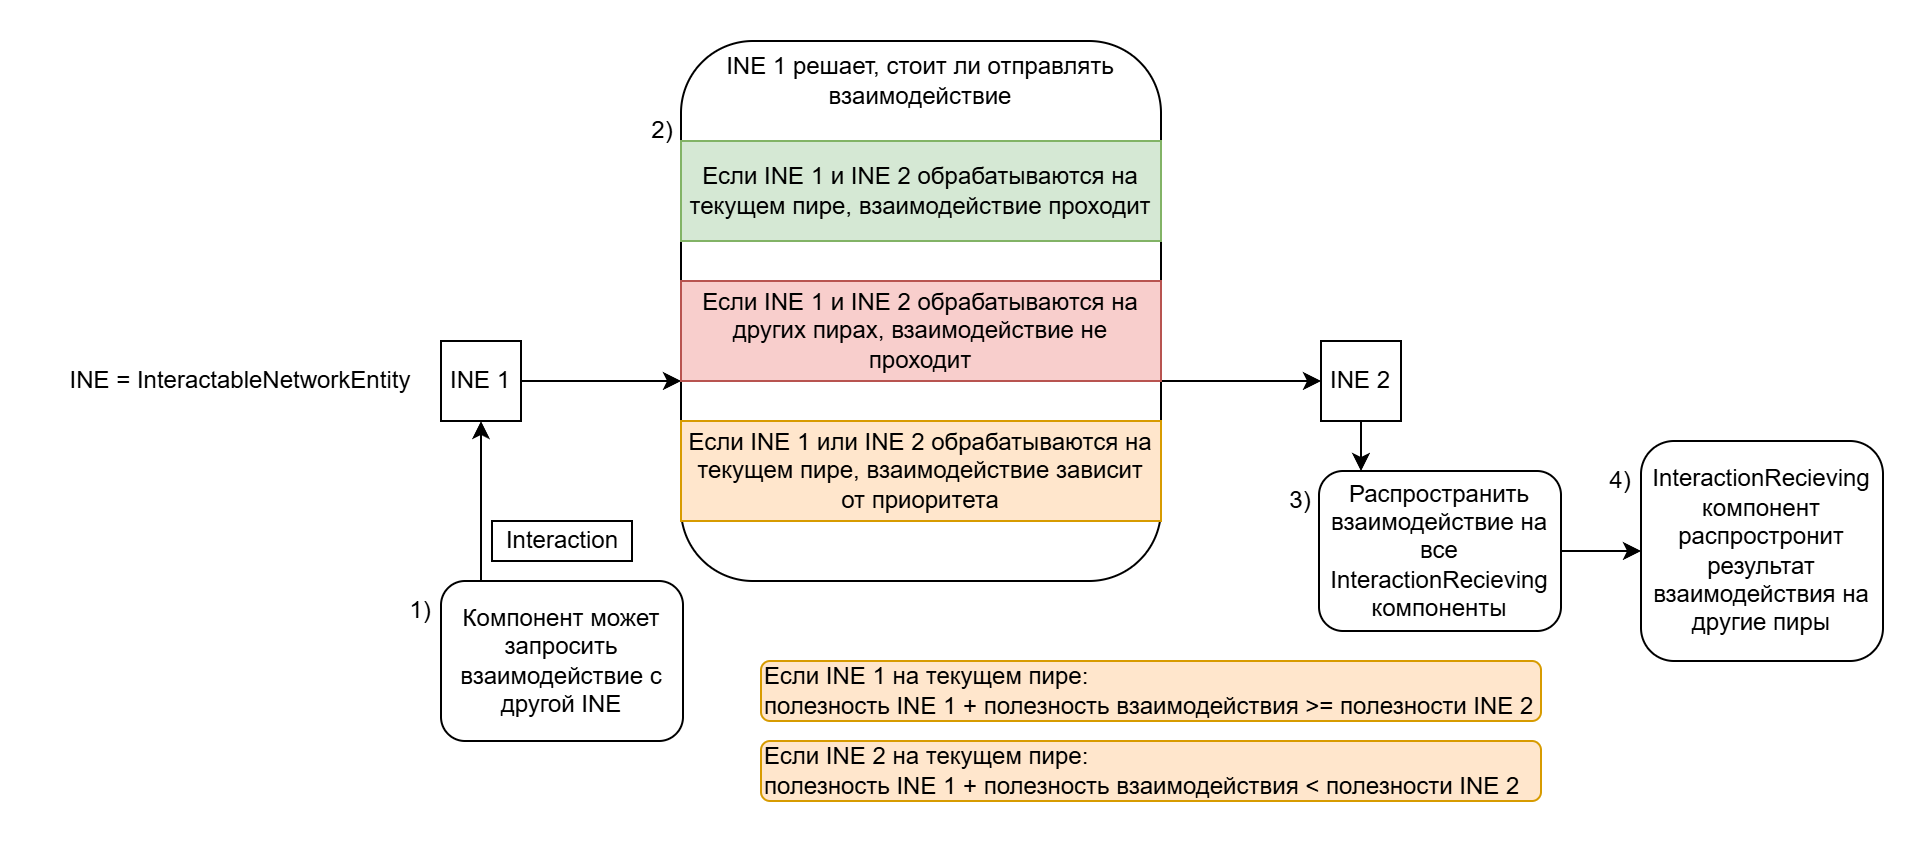 INE 1 решает, стоит ли отправлять
взаимодействие
2)
Если INE 1 и INE 2 обрабатываются на
текущем пире, взаимодействие проходит
Если INE 1 и INE 2 обрабатываются на
других пирах, взаимодействие не
проходит
INE = InteractableNetworkEntity
INE 1
INE 2
Если INE 1 или INE 2 обрабатываются на
текущем пире, взаимодействие зависит
от приоритета
Interaction
1)
Компонент может
запросить
взаимодействие с
другой INE
3)
Распространить
взаимодействие на
все
InteractionRecieving
компоненты
4)
InteractionRecieving
компонент
распростронит
результат
взаимодействия на
другие пиры
Если INE 1 на текущем пире:
полезность INE 1 + полезность взаимодействия >= полезности INE 2
Если INE 2 на текущем пире:
полезность INE 1 + полезность взаимодействия < полезности INE 2